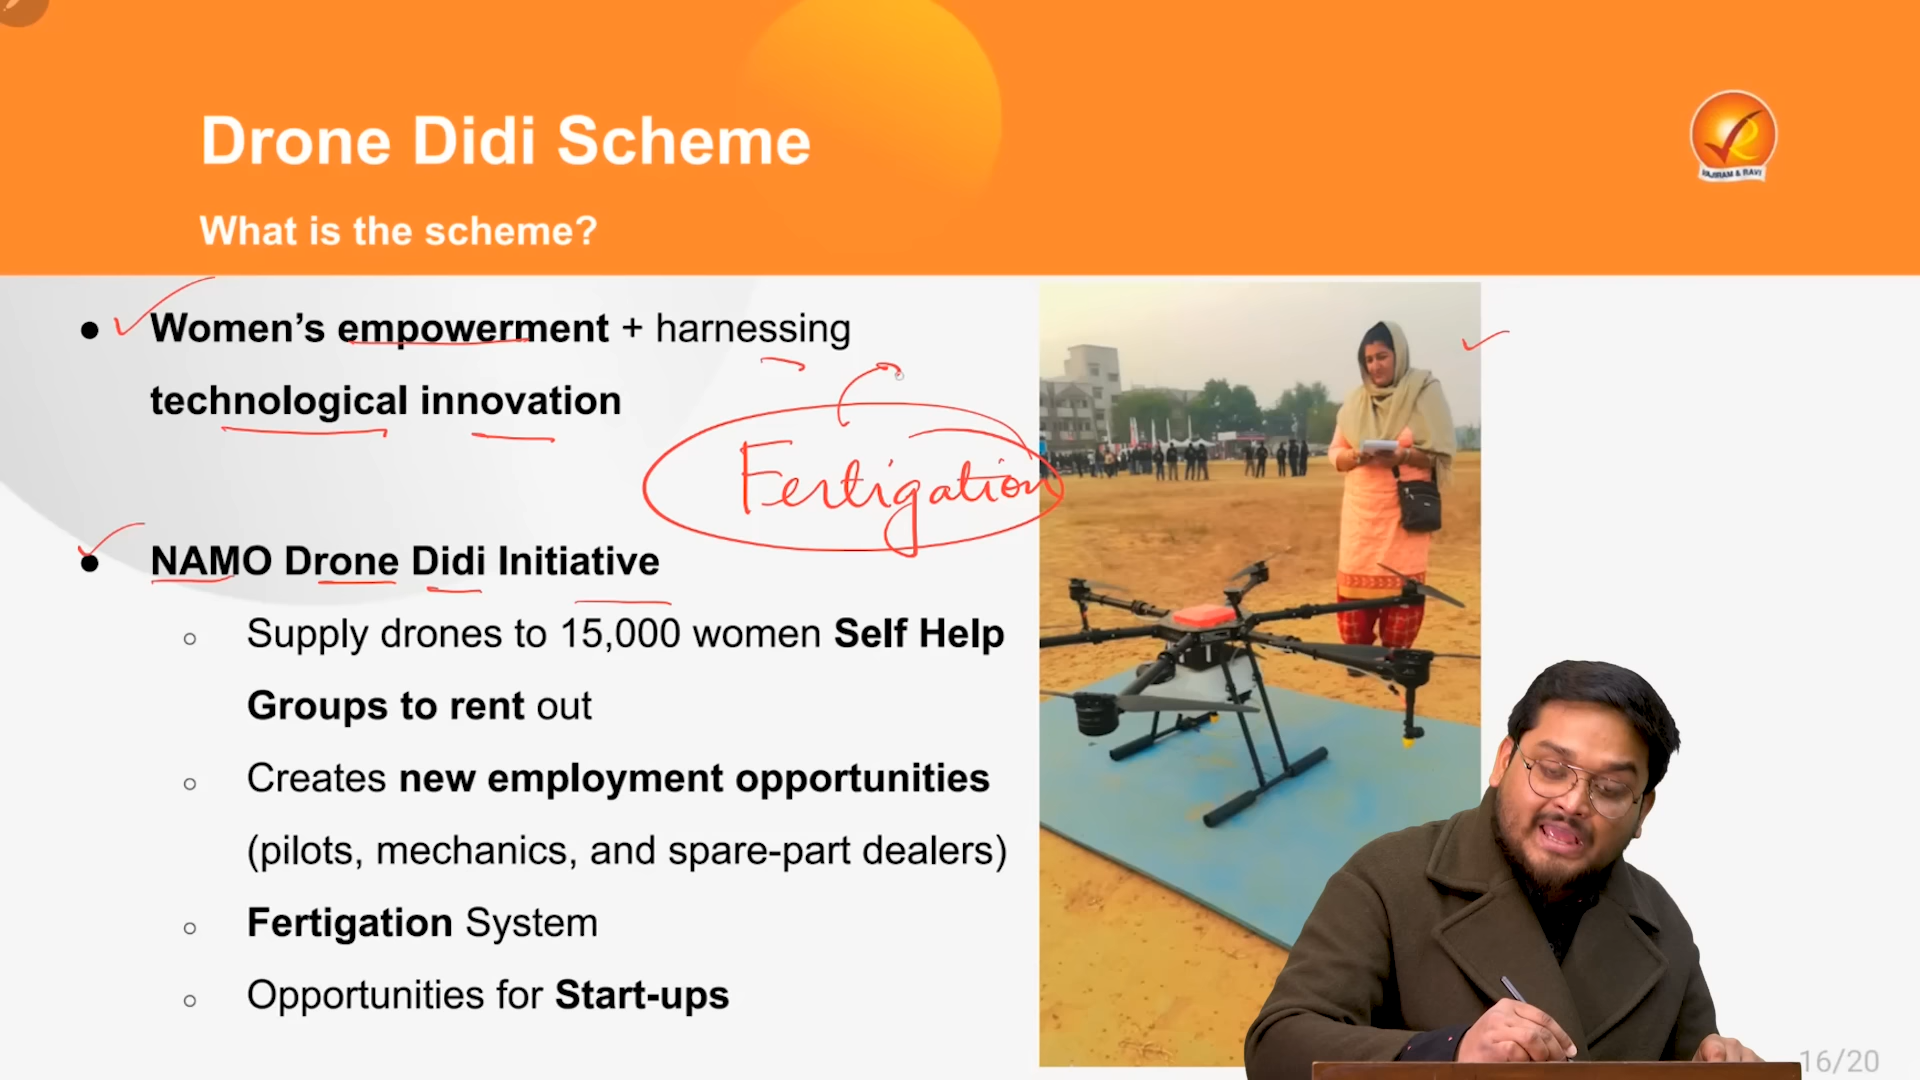 Drone Didi Scheme
VAJIRAM & RAVI
What is the scheme?
● Women’s empowerment + harnessing
technological innovation
Fertigation
● NAMO Drone Didi Initiative
○ Supply drones to 15,000 women Self Help
Groups to rent out
○ Creates new employment opportunities
(pilots, mechanics, and spare-part dealers)
○ Fertigation System
○ Opportunities for Start-ups
16/20